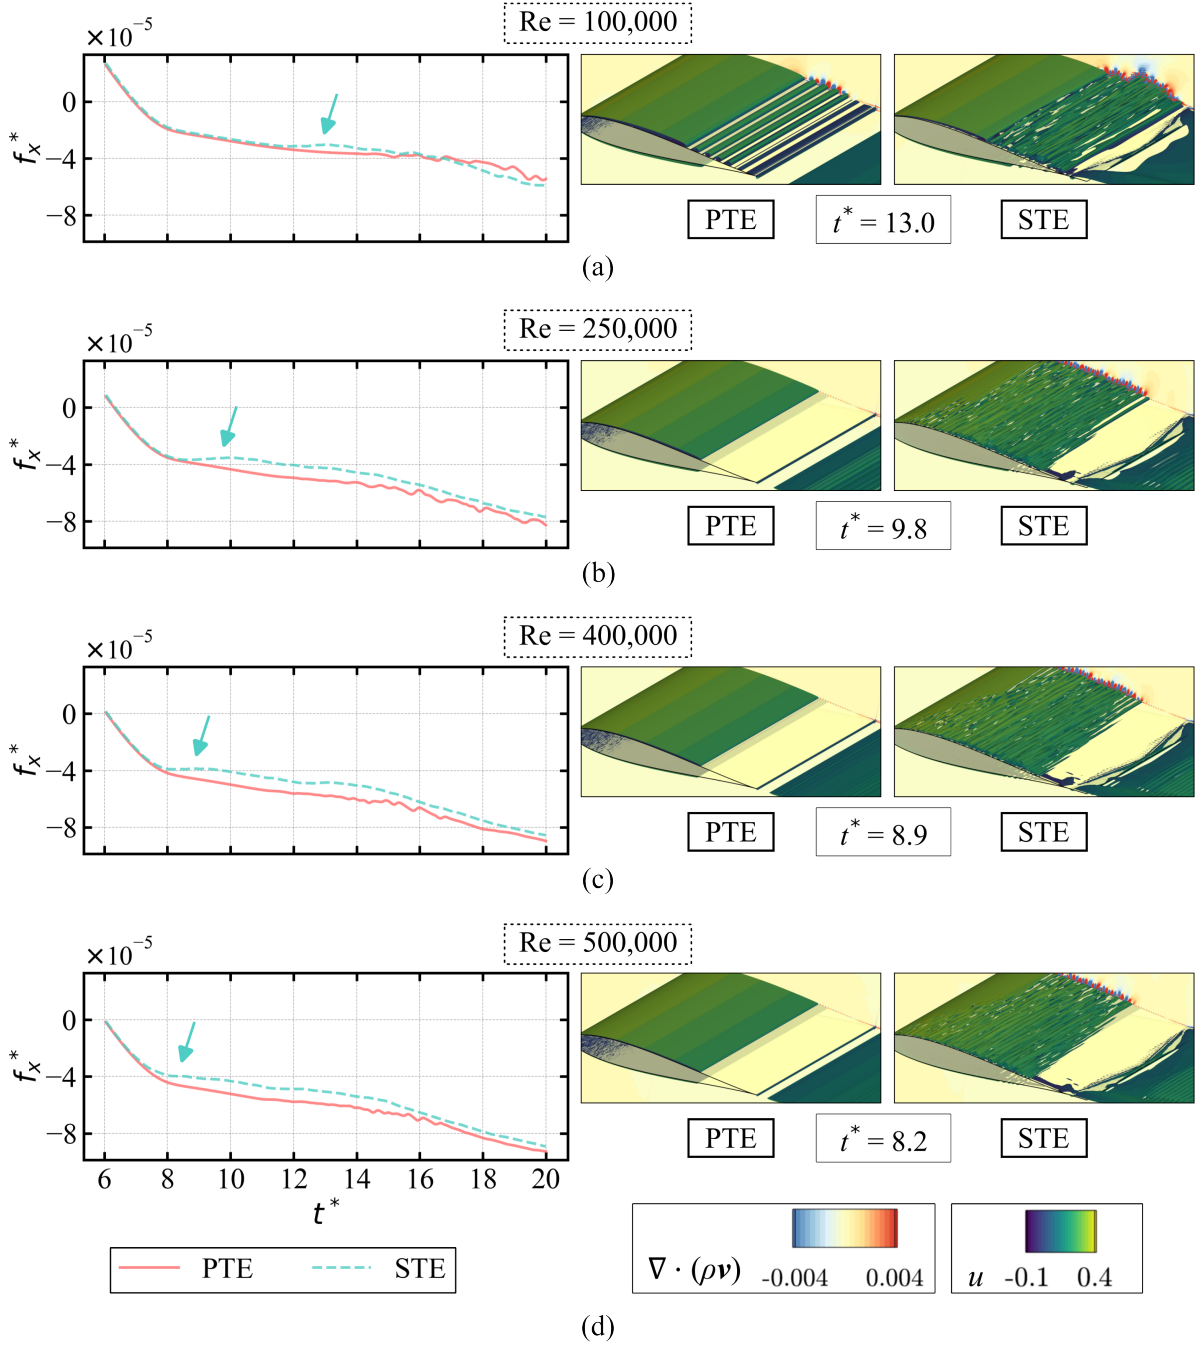 ×10⁻⁵
Re = 100,000
0
−4
−8
f*x
PTE
t* = 13.0
STE
(a)
×10⁻⁵
Re = 250,000
0
−4
−8
f*x
PTE
t* = 9.8
STE
(b)
×10⁻⁵
Re = 400,000
0
−4
−8
f*x
PTE
t* = 8.9
STE
(c)
×10⁻⁵
Re = 500,000
0
−4
−8
f*x
PTE
t* = 8.2
STE
6 8 10 12 14 16 18 20
t*
PTE STE
∇ · (ρv) -0.004 0.004
u -0.1 0.4
(d)